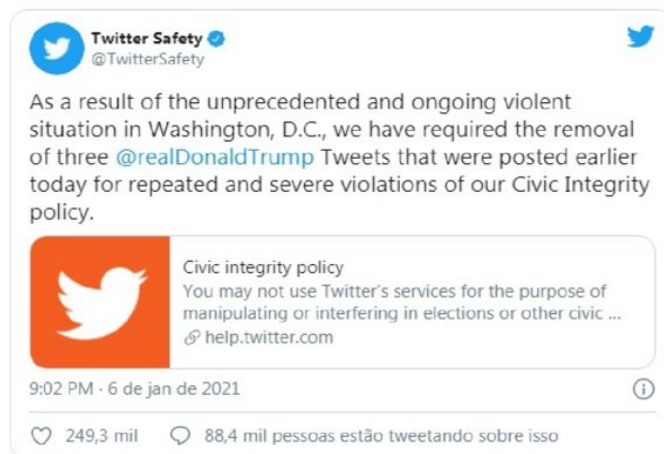 Twitter Safety
@TwitterSafety
As a result of the unprecedented and ongoing violent
situation in Washington, D.C., we have required the removal
of three @realDonaldTrump Tweets that were posted earlier
today for repeated and severe violations of our Civic Integrity
policy.
Civic integrity policy
You may not use Twitter's services for the purpose of
manipulating or interfering in elections or other civic ...
help.twitter.com
9:02 PM · 6 de jan de 2021
249,3 mil 88,4 mil pessoas estão tweetando sobre isso